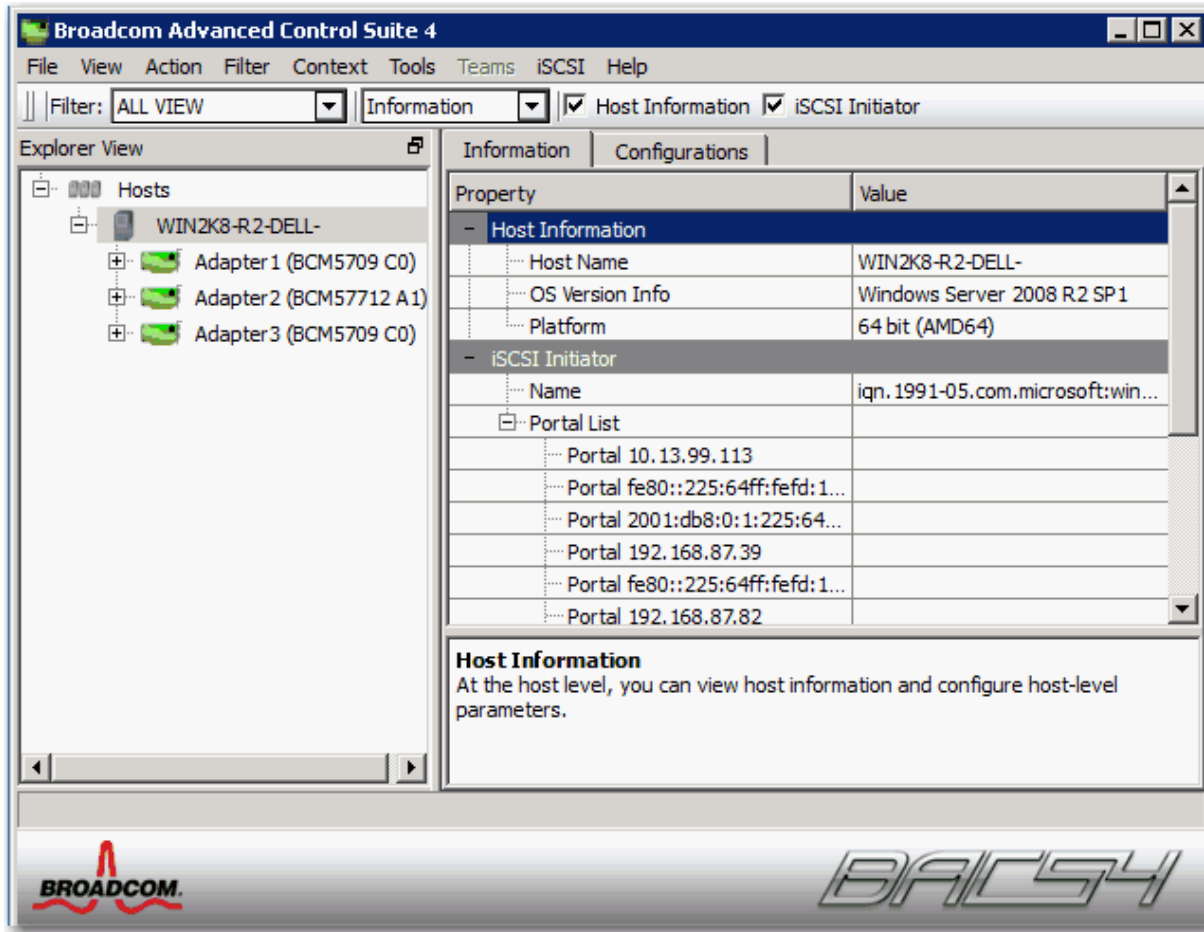 Broadcom Advanced Control Suite 4
File View Action Filter Context Tools Teams iSCSI Help
Filter: ALL VIEW Information Host Information iSCSI Initiator
Explorer View
Hosts
WIN2K8-R2-DELL-
Adapter1 (BCM5709 C0)
Adapter2 (BCM57712 A1)
Adapter3 (BCM5709 C0)
Information Configurations
Property Value
Host Information
Host Name WIN2K8-R2-DELL-
OS Version Info Windows Server 2008 R2 SP1
Platform 64 bit (AMD64)
iSCSI Initiator
Name iqn.1991-05.com.microsoft:win...
Portal List
Portal 10.13.99.113
Portal fe80::225:64ff:fefd:1...
Portal 2001:db8:0:1:225:64...
Portal 192.168.87.39
Portal fe80::225:64ff:fefd:1...
Portal 192.168.87.82
Host Information
At the host level, you can view host information and configure host-level
parameters.
BROADCOM.
BACS4